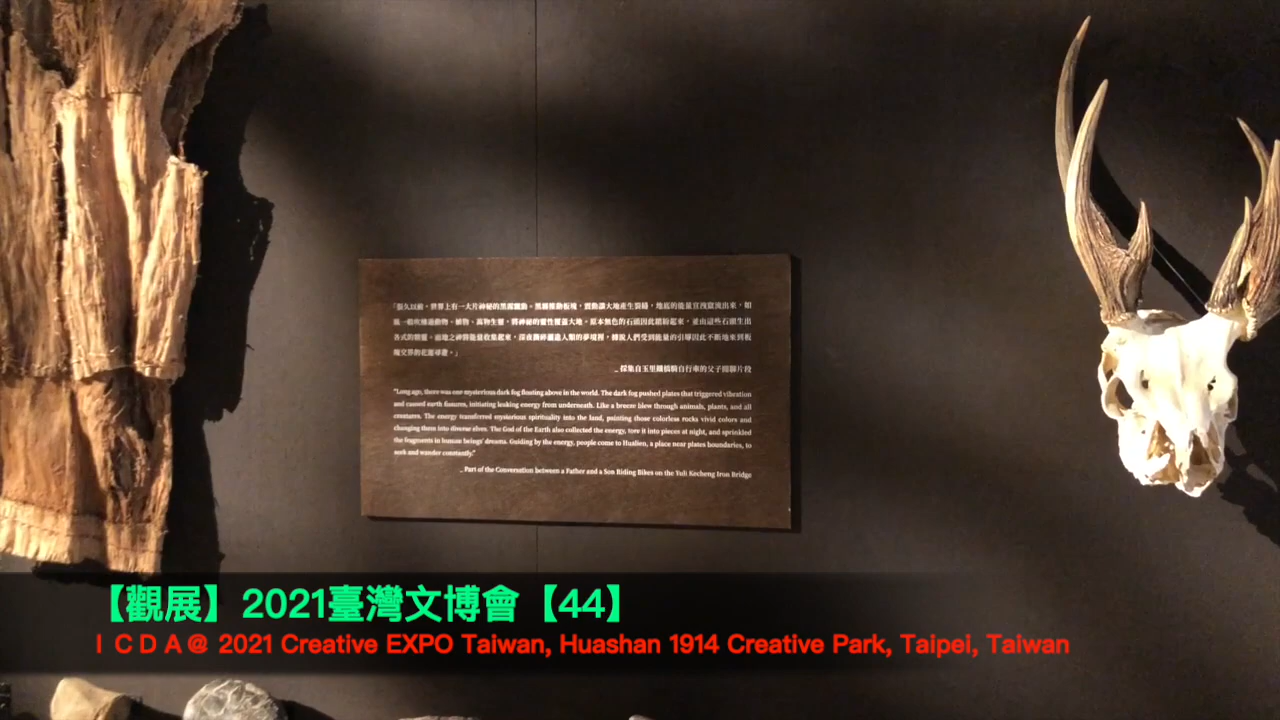 「很久以前，世界上有一大片神秘的黑霧飄動。黑霧推動板塊，震動讓大地產生裂縫，地底的能量宣洩竄流出來，如
風一般吹拂過動物、植物、萬物生靈，將神秘的靈性覆蓋大地。原本無色的石頭因此繽紛起來，並由這些石頭生出
各式的樣貌。而地之神將能量收集起來，深夜撕碎灑進人類的夢境裡，據說人們受到能量的引導因此不斷地來到板
塊交界的花蓮尋覓。」
_ 採集自玉里鐵橋騎自行車的父子閒聊片段
"Long ago, there was one mysterious dark fog floating above in the world. The dark fog pushed plates that triggered vibration
and caused earth fissures, initiating leaking energy from underneath. Like a breeze blew through animals, plants, and all
creatures. The energy transferred mysterious spirituality into the land, painting those colorless rocks vivid colors and
changing them into diverse elves. The God of the Earth also collected the energy, tore it into pieces at night, and sprinkled
the fragments in human beings' dreams. Guiding by the energy, people come to Hualien, a place near plates boundaries, to
seek and wander constantly."
_ Part of the Conversation between a Father and a Son Riding Bikes on the Yuli Kecheng Iron Bridge
【觀展】2021臺灣文博會【44】
ICDA@ 2021 Creative EXPO Taiwan, Huashan 1914 Creative Park, Taipei, Taiwan